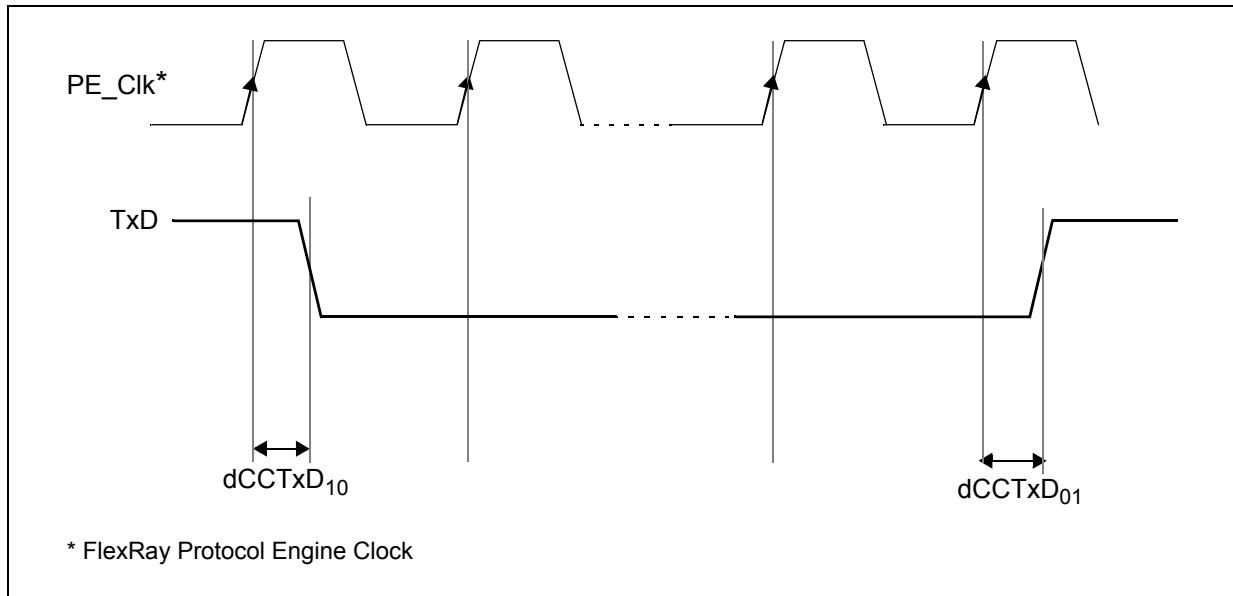 PE_Clk*
TxD
dCCTxD10
dCCTxD01
* FlexRay Protocol Engine Clock